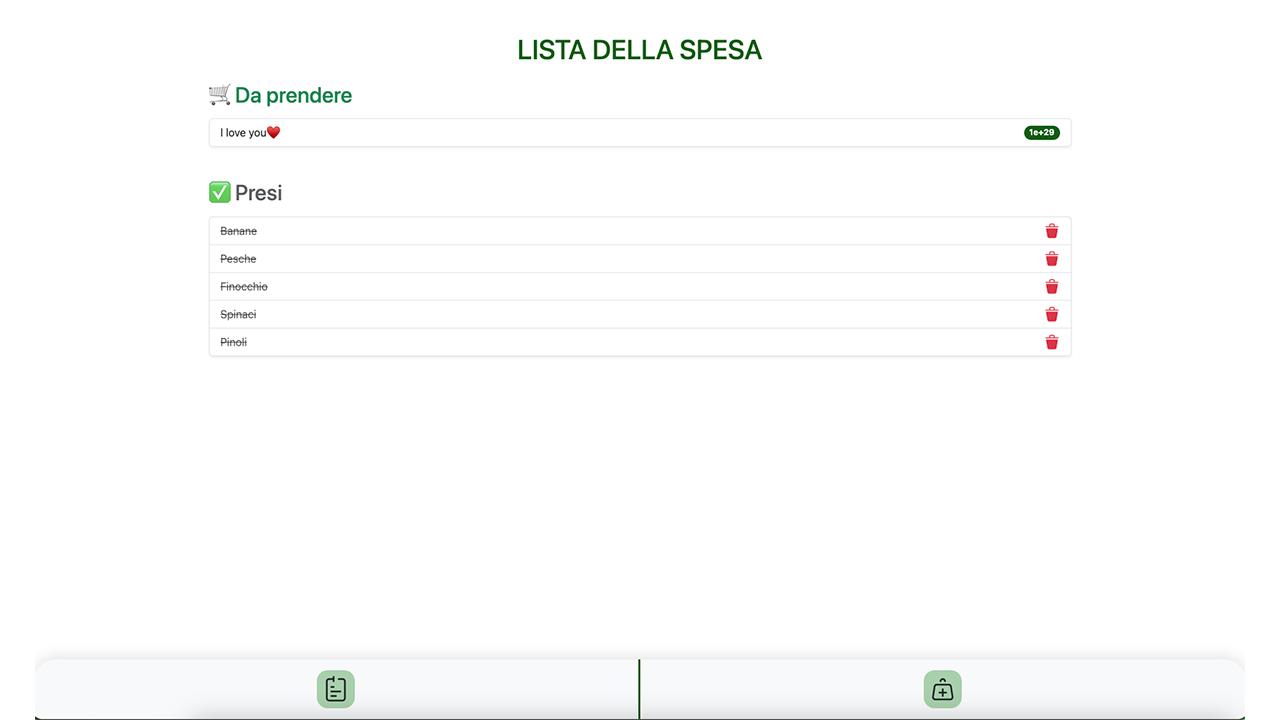 LISTA DELLA SPESA
🛒 Da prendere
I love you❤️ 1e+29
✅ Presi
Banane
Pesche
Finocchio
Spinaci
Pinoli